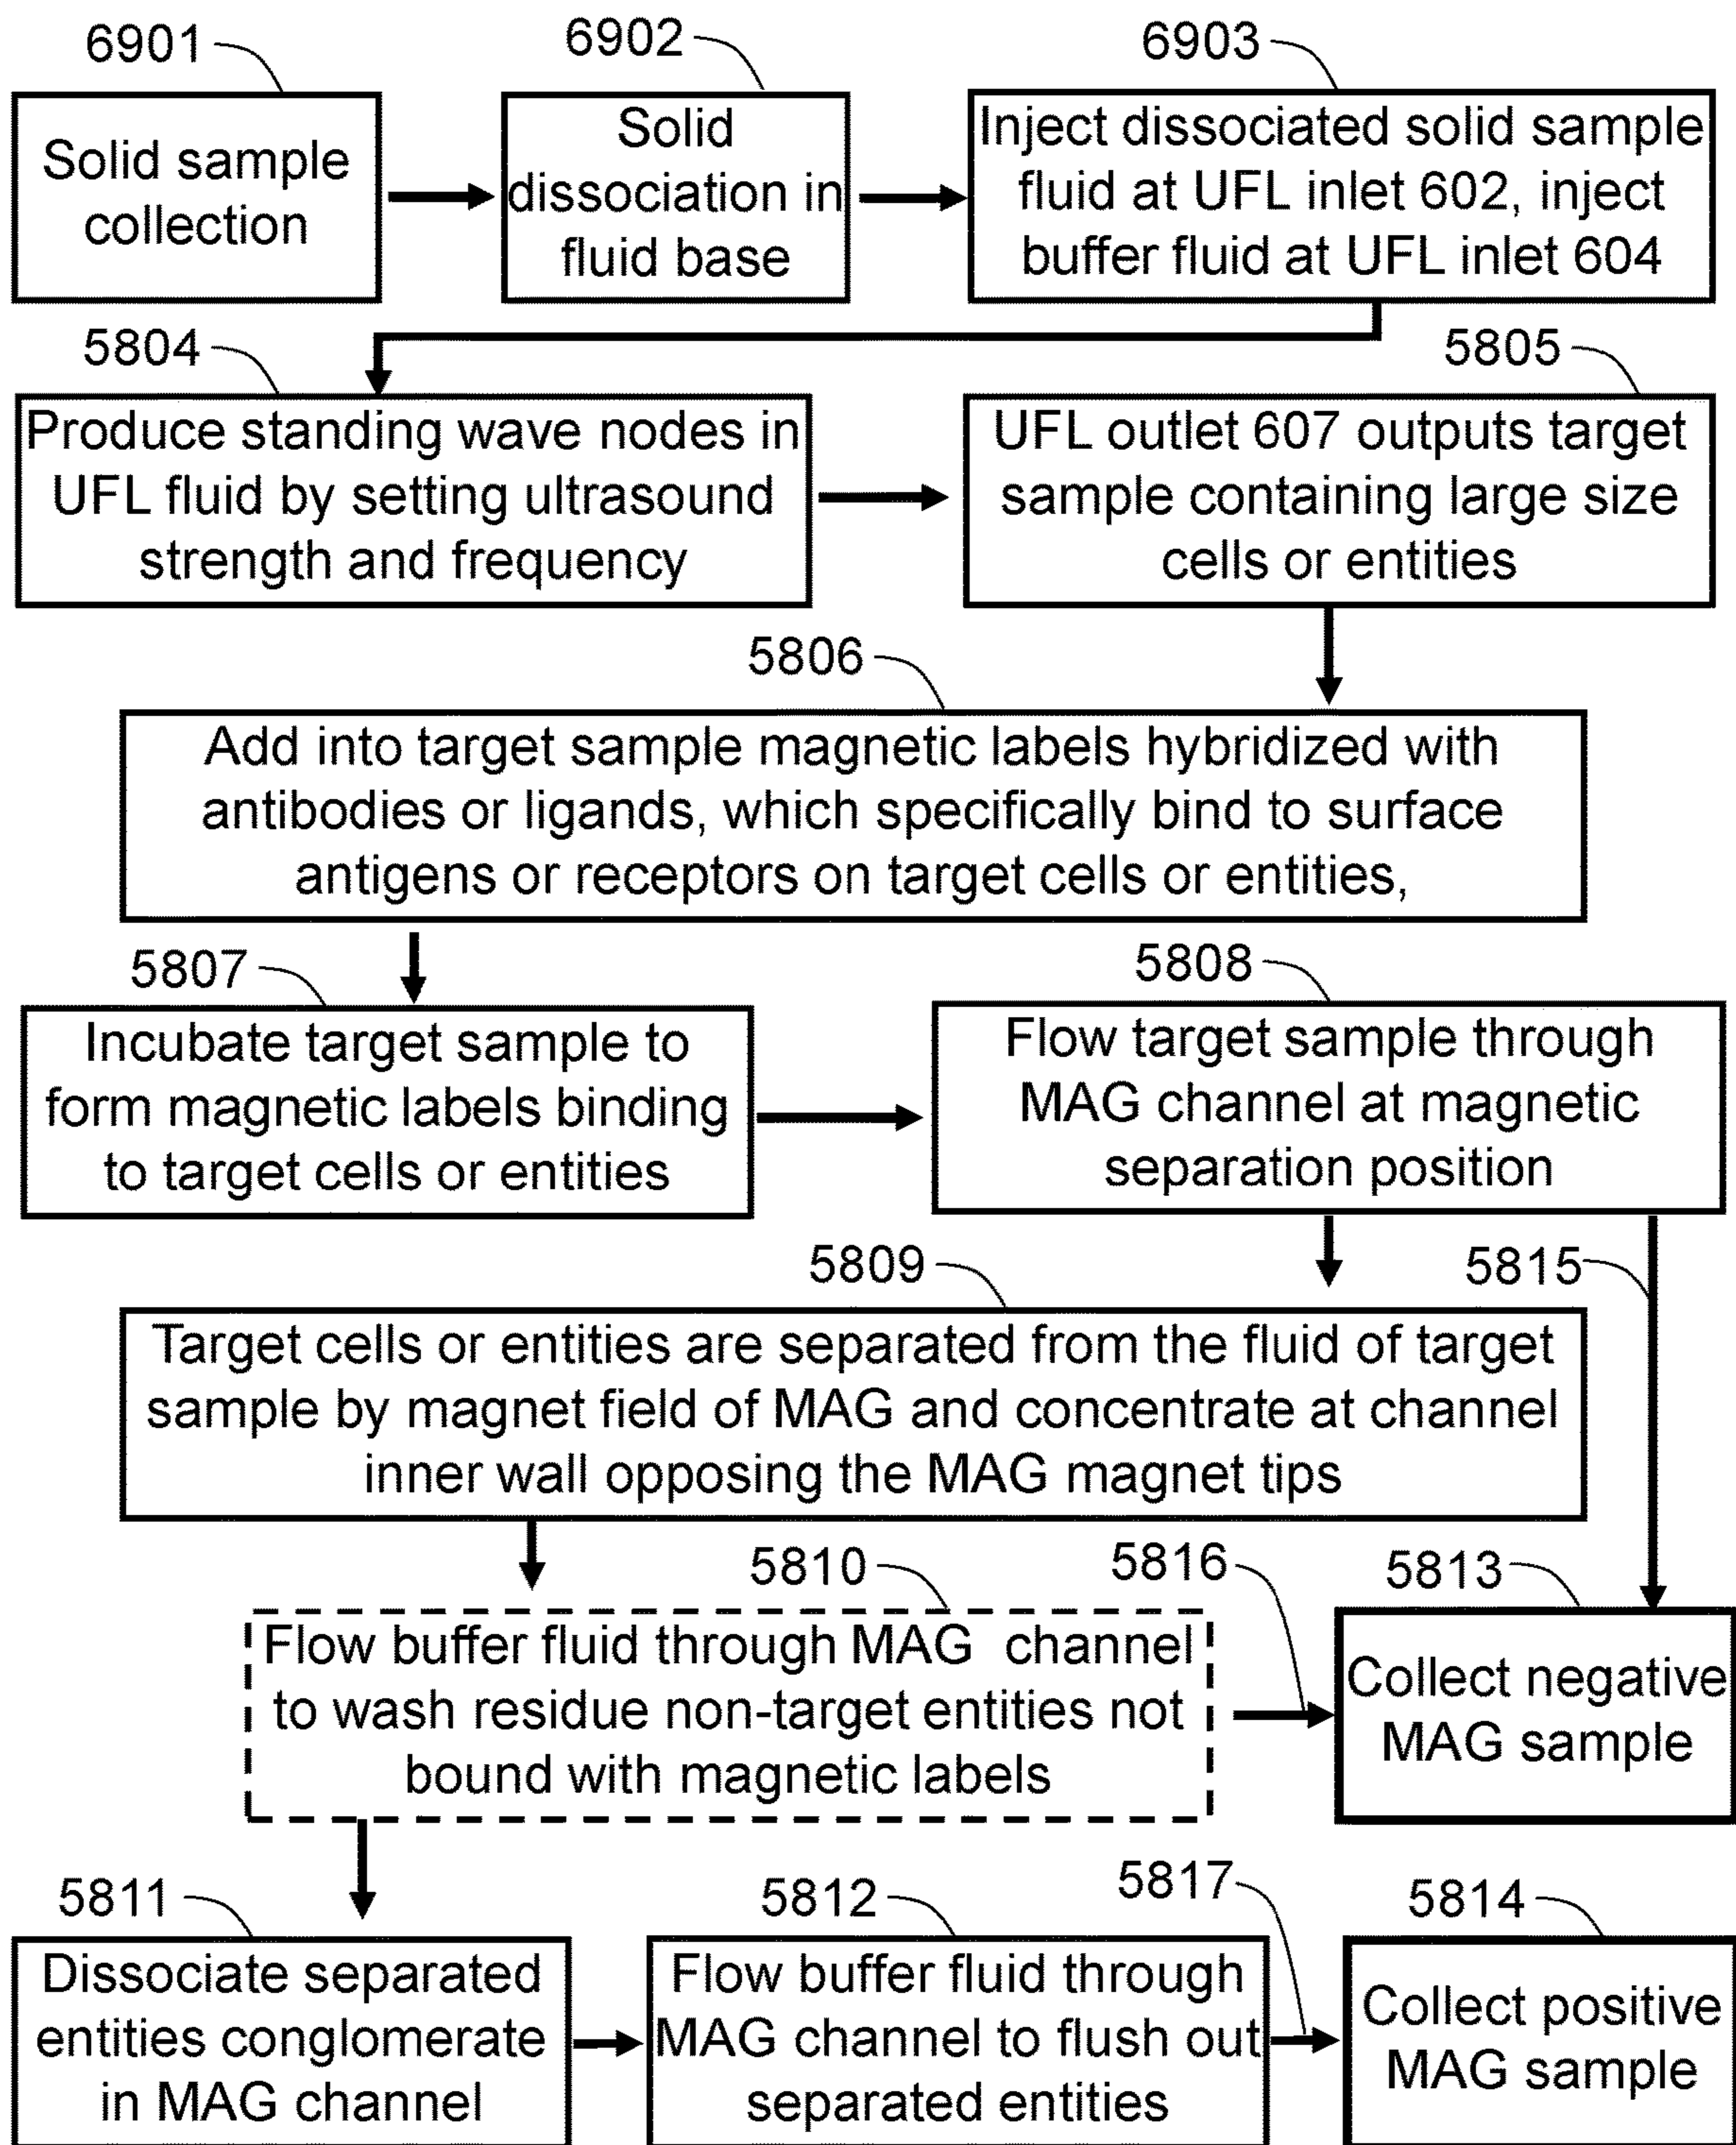 6901
6902
6903
Solid sample
collection
Solid
dissociation in
fluid base
Inject dissociated solid sample
fluid at UFL inlet 602, inject
buffer fluid at UFL inlet 604
5804
5805
Produce standing wave nodes in
UFL fluid by setting ultrasound
strength and frequency
UFL outlet 607 outputs target
sample containing large size
cells or entities
5806
Add into target sample magnetic labels hybridized with
antibodies or ligands, which specifically bind to surface
antigens or receptors on target cells or entities,
5807
5808
Incubate target sample to
form magnetic labels binding
to target cells or entities
Flow target sample through
MAG channel at magnetic
separation position
5809
5815
Target cells or entities are separated from the fluid of target
sample by magnet field of MAG and concentrate at channel
inner wall opposing the MAG magnet tips
5810
5816
5813
Flow buffer fluid through MAG channel
to wash residue non-target entities not
bound with magnetic labels
Collect negative
MAG sample
5811
5812
5817
5814
Dissociate separated
entities conglomerate
in MAG channel
Flow buffer fluid through
MAG channel to flush out
separated entities
Collect positive
MAG sample